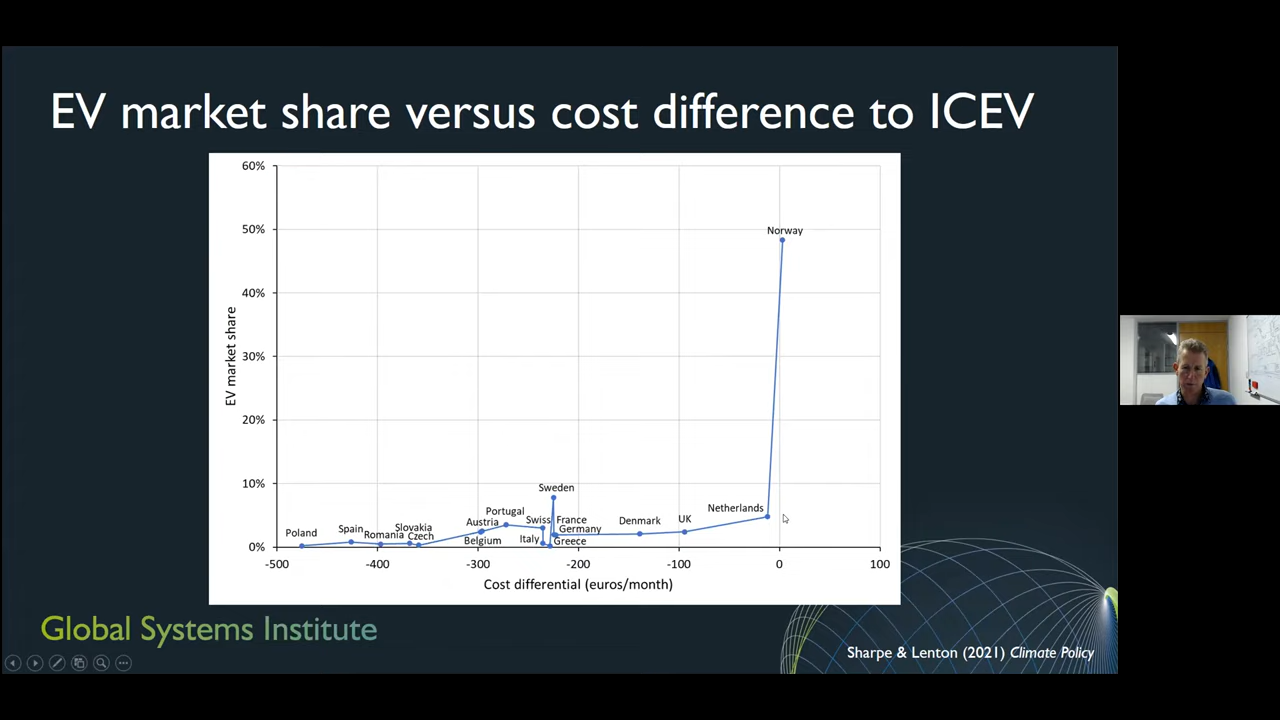 EV market share versus cost difference to ICEV
60%
50%
40%
30%
20%
10%
0%
EV market share
Norway
Sweden
Netherlands
Portugal
Swiss
France
Denmark
UK
Poland
Spain
Romania
Slovakia
Czech
Austria
Belgium
Italy
Germany
Greece
-500
-400
-300
-200
-100
0
100
Cost differential (euros/month)
Global Systems Institute
Sharpe & Lenton (2021) Climate Policy